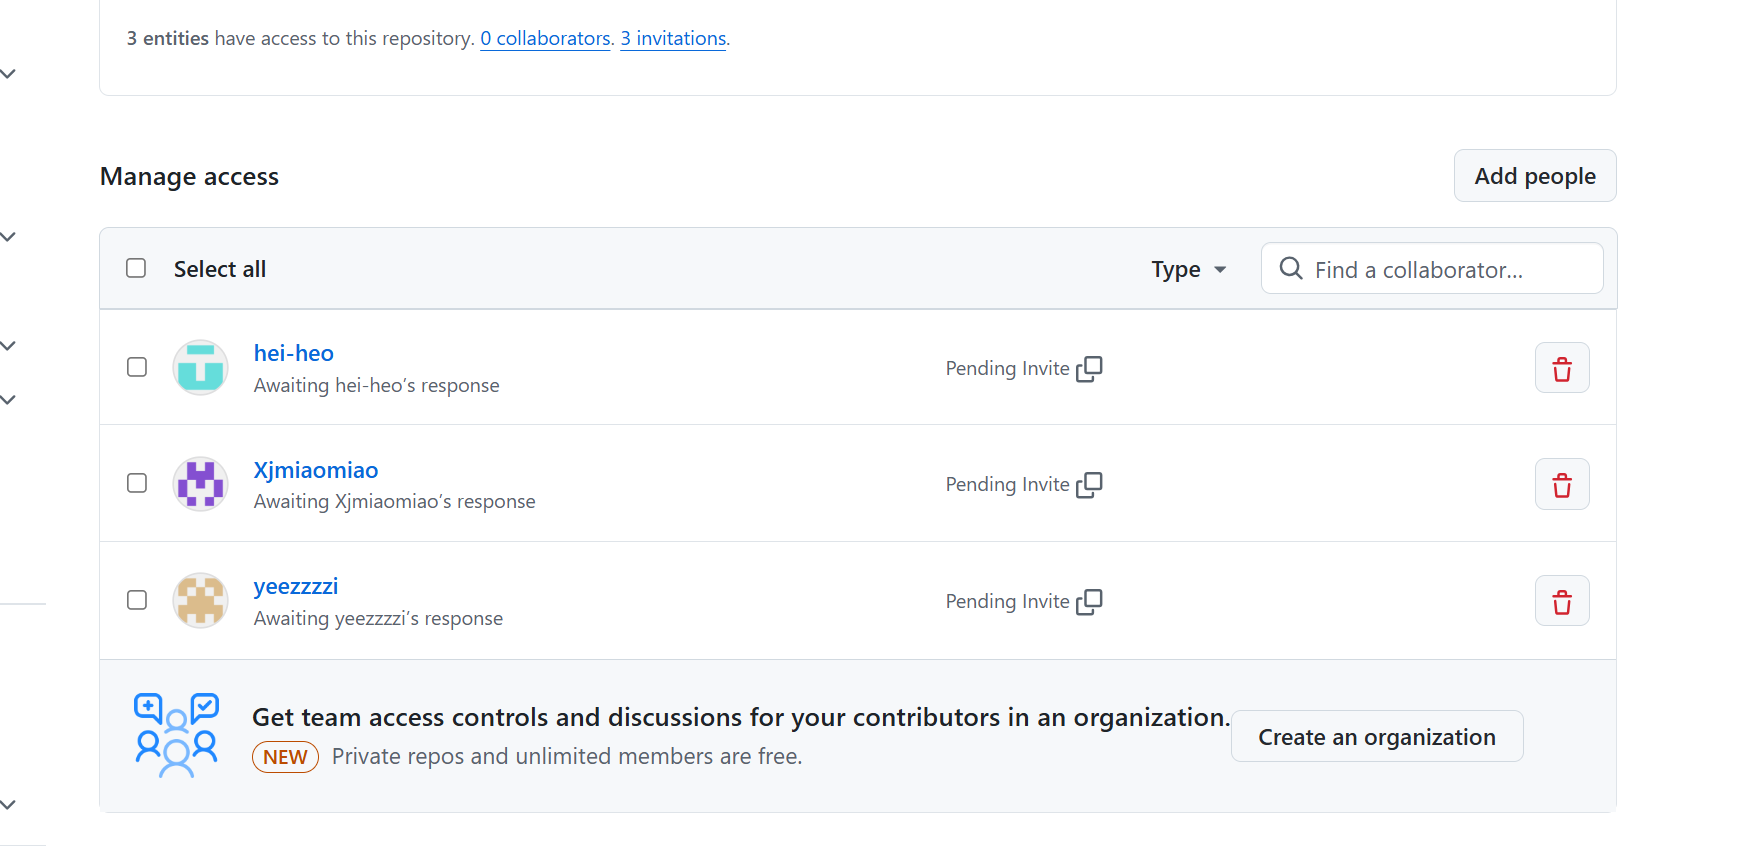 3 entities have access to this repository. 0 collaborators. 3 invitations.
Manage access
Add people
Select all
Type
Find a collaborator...
hei-heo
Awaiting hei-heo’s response
Pending Invite
Xjmiaomiao
Awaiting Xjmiaomiao’s response
Pending Invite
yeezzzzi
Awaiting yeezzzzi’s response
Pending Invite
Get team access controls and discussions for your contributors in an organization.
NEW Private repos and unlimited members are free.
Create an organization